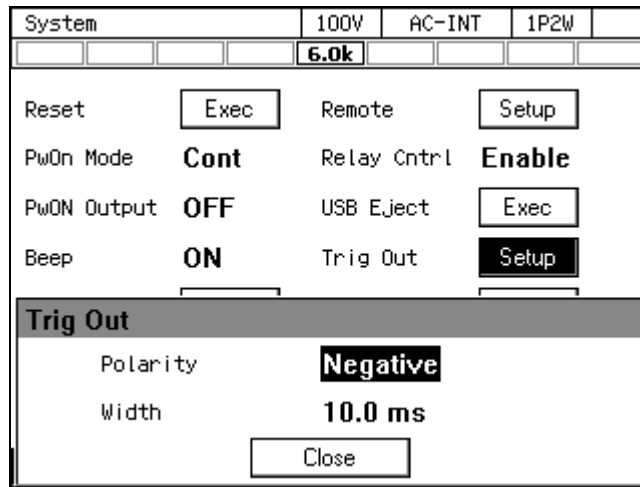 System 100V AC-INT 1P2W
6.0k
Reset Exec Remote Setup
PwOn Mode Cont Relay Cntrl Enable
PwON Output OFF USB Eject Exec
Beep ON Trig Out Setup
Trig Out
Polarity Negative
Width 10.0 ms
Close